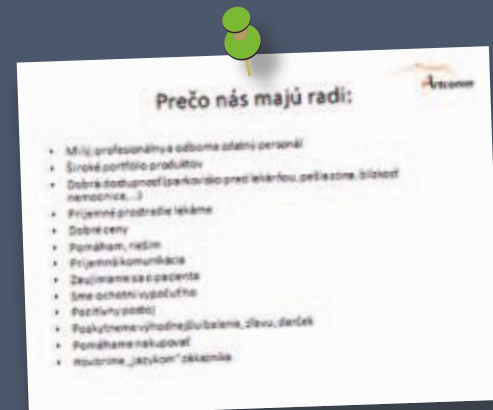 Artcomm
Prečo nás majú radi:
Milý, profesionálny a odborne zdatný personál
Široké portfólio produktov
Dobrá dostupnosť (parkovisko pred lekárňou, pešia zóna, blízkosť
nemocnice, ...)
Príjemné prostredie lekárne
Dobré ceny
Pomáham, riešim
Príjemná komunikácia
Zaujímame sa o pacienta
Sme ochotní vypočuť ho
Pozitívny postoj
Poskytneme výhodnejšiu balenie, zľavu, darček
Pomáhame nakupovať
Hovoríme „jazykom" zákazníka